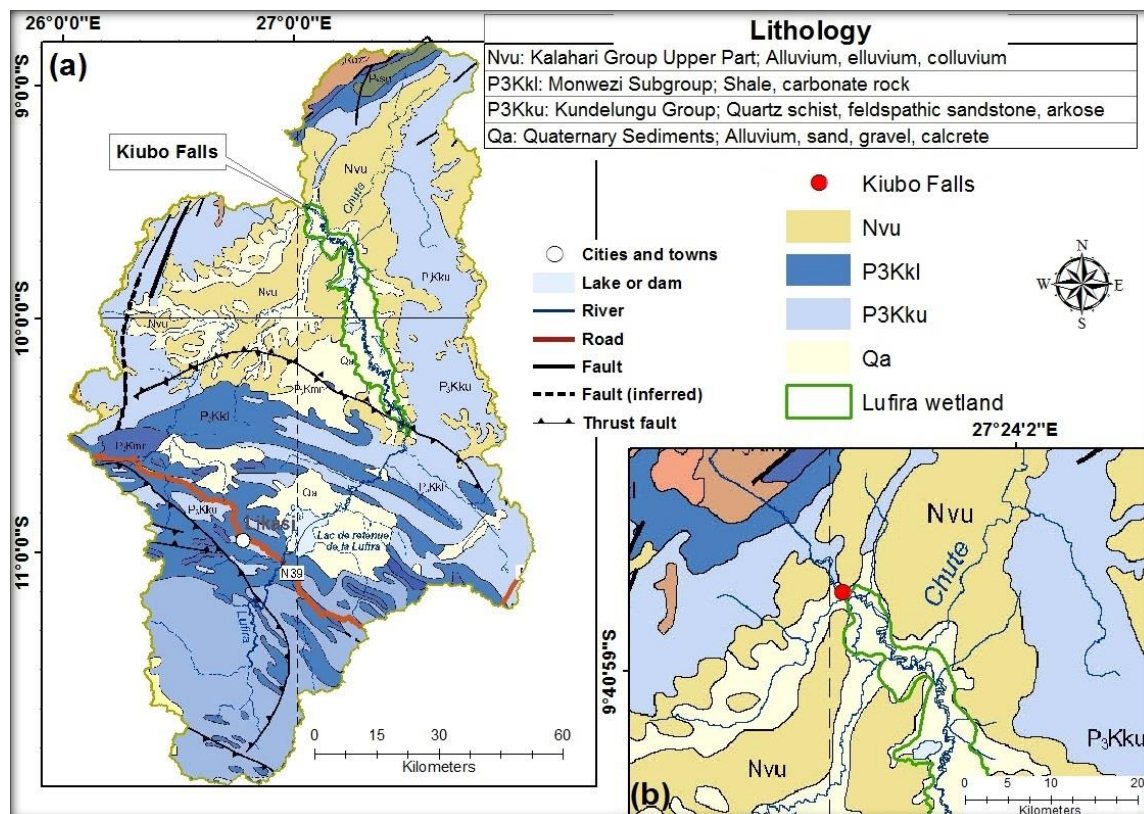 26°0'0"E
27°0'0"E
(a)
9°0'0"S
10°0'0"S
11°0'0"S
Kiubo Falls
Nvu
Chute
P₃Kku
Nvu
Nvu
Qa
P₃Kku
P₃Kkl
P₃Kkl
Qa
P₃Kku
Likasi
Lac de retenue
de la Lufira
N39
Lufira
0 15 30 60
Kilometers
Lithology
Nvu: Kalahari Group Upper Part; Alluvium, elluvium, colluvium
P3Kkl: Monwezi Subgroup; Shale, carbonate rock
P3Kku: Kundelungu Group; Quartz schist, feldspathic sandstone, arkose
Qa: Quaternary Sediments; Alluvium, sand, gravel, calcrete
Cities and towns
Lake or dam
River
Road
Fault
Fault (inferred)
Thrust fault
Kiubo Falls
Nvu
P3Kkl
P3Kku
Qa
Lufira wetland
N
W E
S
27°24'2"E
9°40'59"S
Nvu
Chute
Nvu
P₃Kku
(b)
0 5 10 20
Kilometers